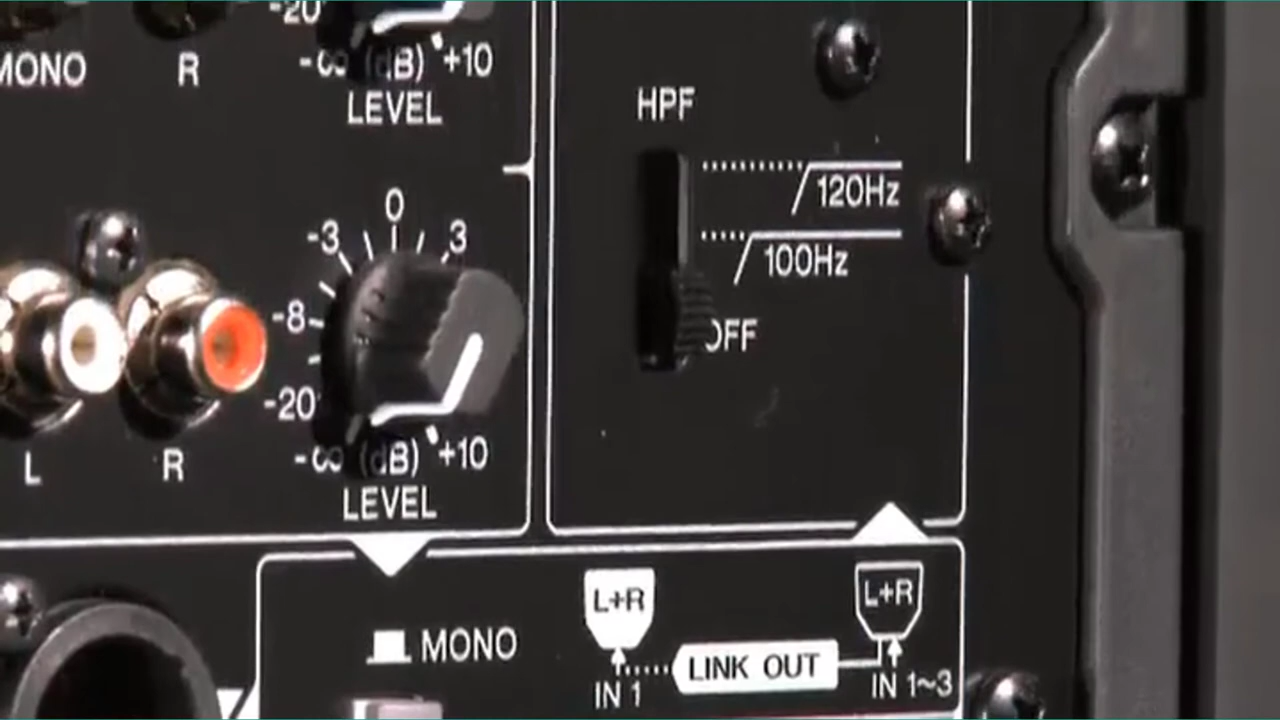 -20
-∞ (dB) +10
MONO
R
LEVEL
HPF
120Hz
100Hz
OFF
0
-3
3
-8
-20
-∞ (dB) +10
L
R
LEVEL
MONO
L+R
L+R
LINK OUT
IN 1
IN 1~3